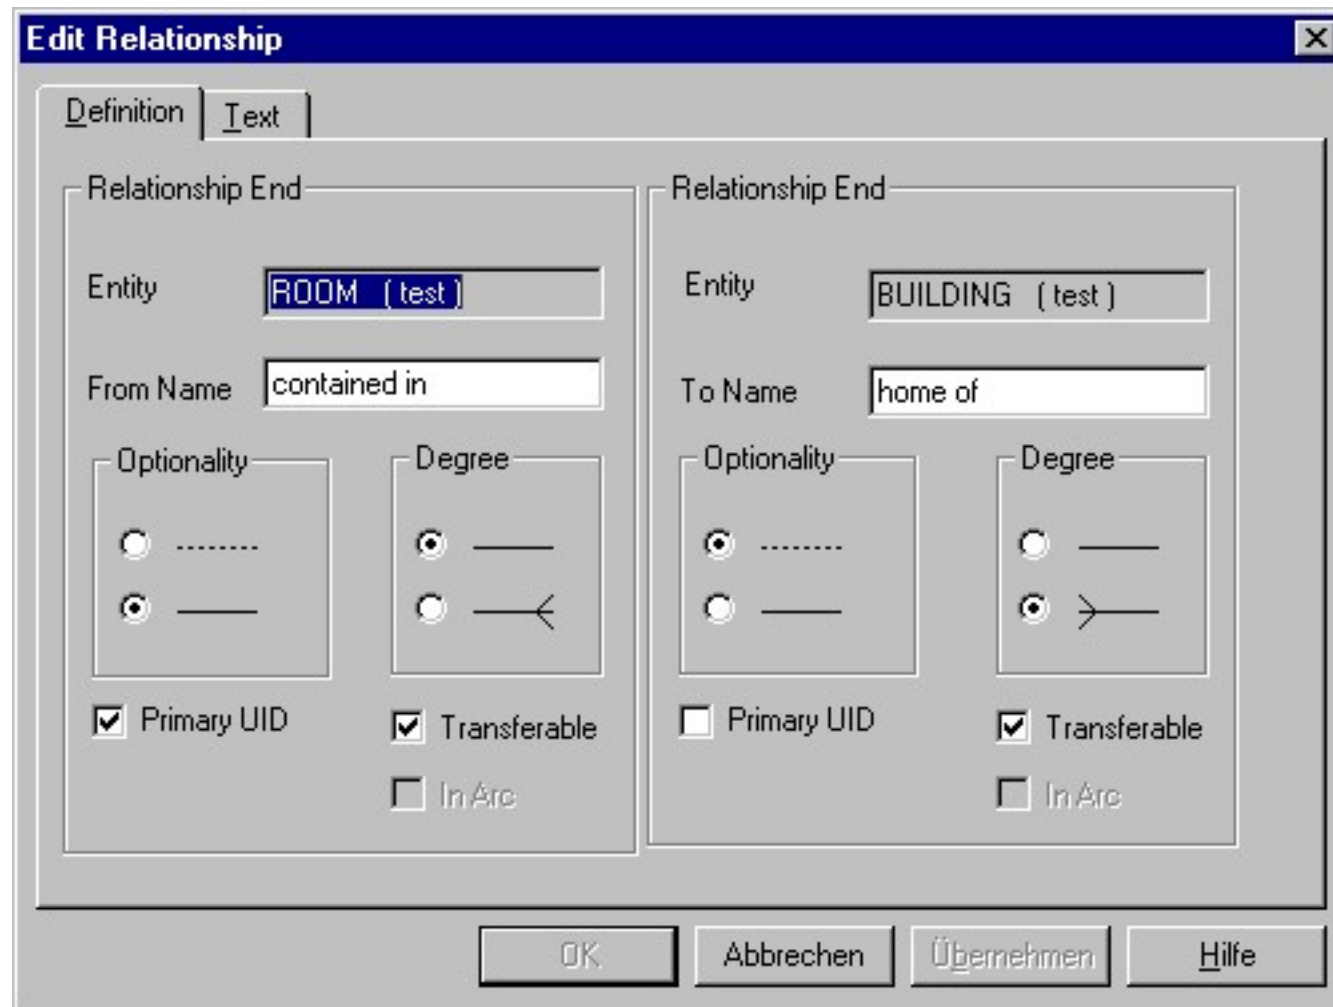 Edit Relationship
Definition
Text
Relationship End
Entity
ROOM ( test )
From Name
contained in
Optionality
Degree
Primary UID
Transferable
In Arc
Relationship End
Entity
BUILDING ( test )
To Name
home of
Optionality
Degree
Primary UID
Transferable
In Arc
OK
Abbrechen
Übernehmen
Hilfe